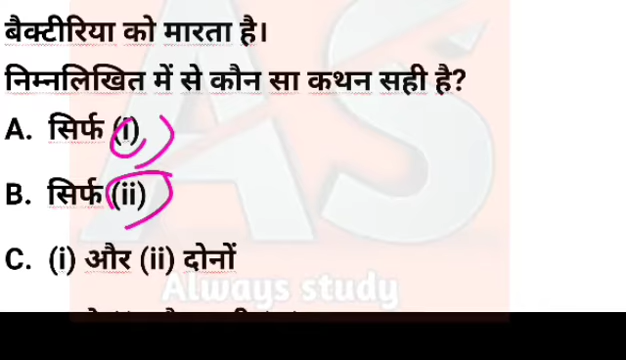 बैक्टीरिया को मारता है।
निम्नलिखित में से कौन सा कथन सही है?
A. सिर्फ (i)
B. सिर्फ (ii)
C. (i) और (ii) दोनों
Always study